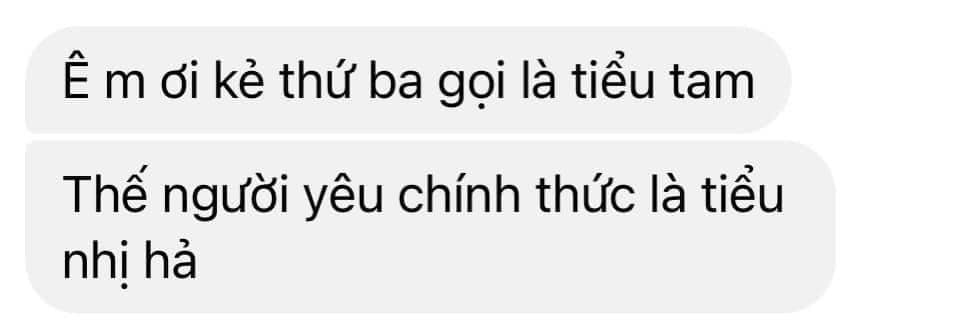 Ê m ơi kẻ thứ ba gọi là tiểu tam
Thế người yêu chính thức là tiểu
nhị hả